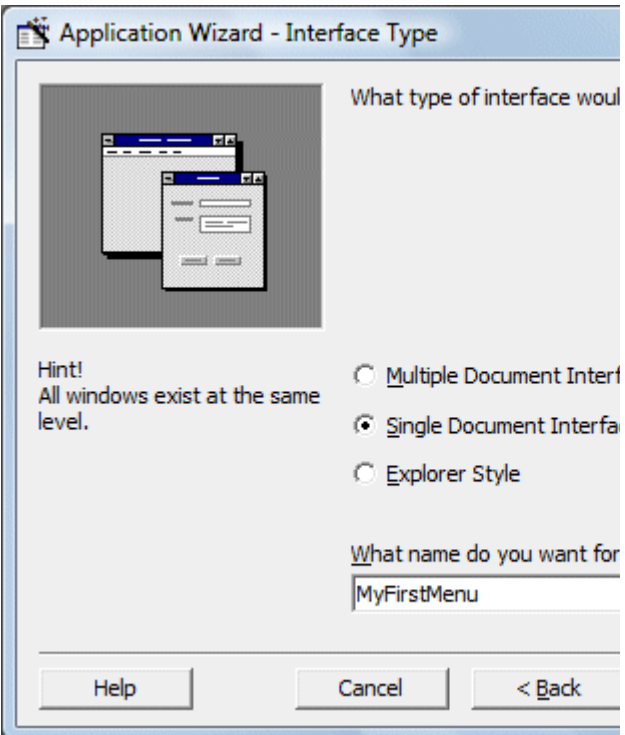 Application Wizard - Interface Type
What type of interface woul
Hint!
All windows exist at the same
level.
Multiple Document Interf
Single Document Interfa
Explorer Style
What name do you want for
MyFirstMenu
Help
Cancel
< Back